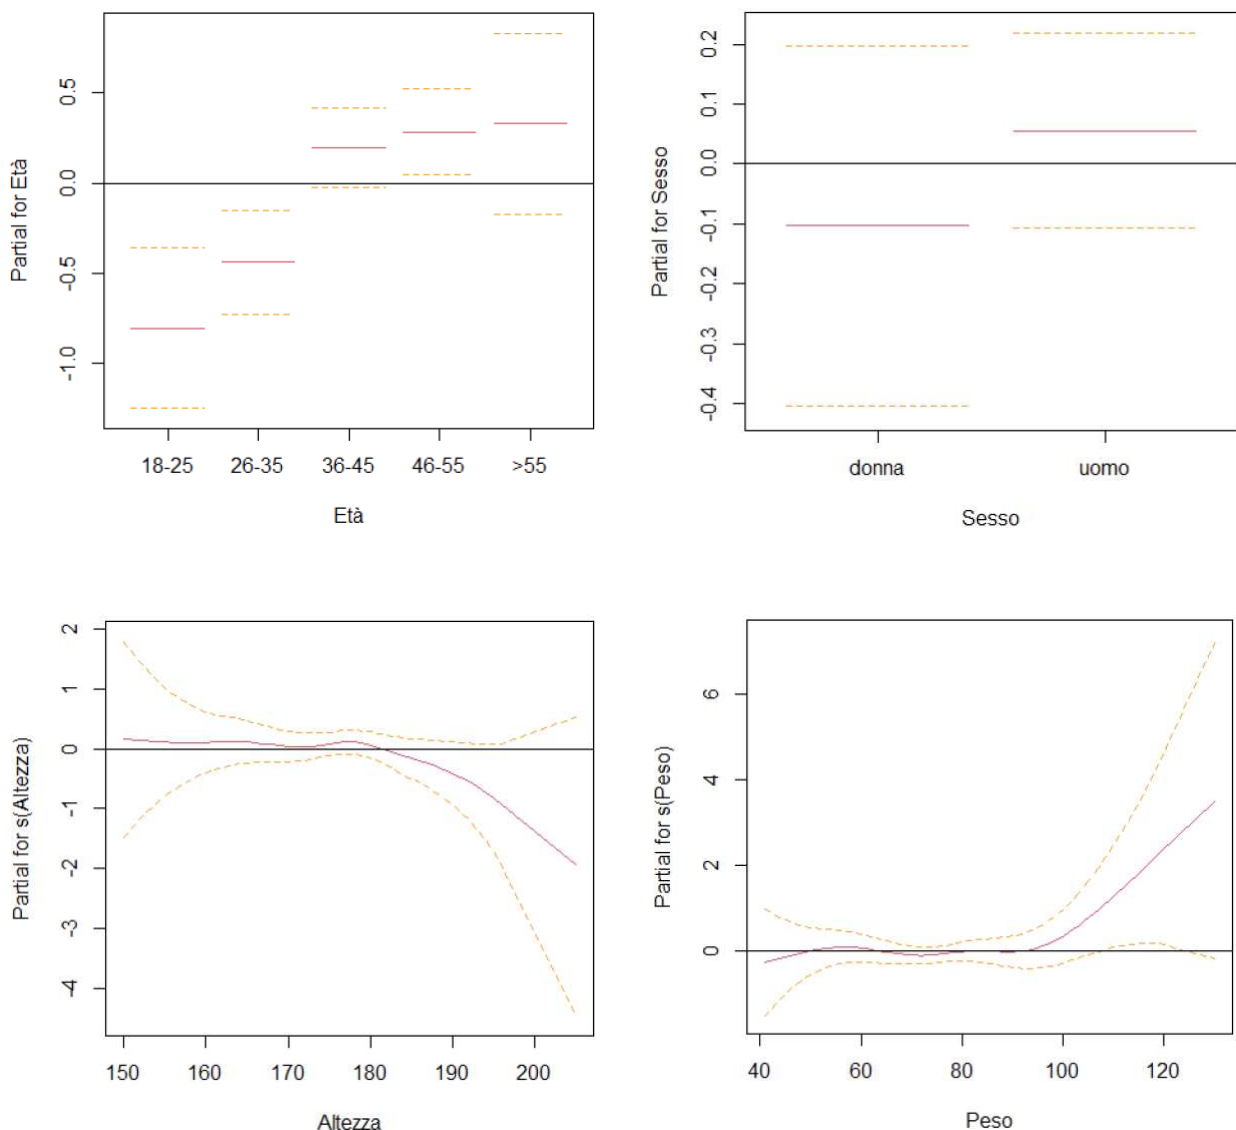 Partial for Età
0.5
0.0
-0.5
-1.0
18-25 26-35 36-45 46-55 >55
Età
Partial for Sesso
0.2
0.1
0.0
-0.1
-0.2
-0.3
-0.4
donna uomo
Sesso
Partial for s(Altezza)
2
1
0
-1
-2
-3
-4
150 160 170 180 190 200
Altezza
Partial for s(Peso)
6
4
2
0
40 60 80 100 120
Peso